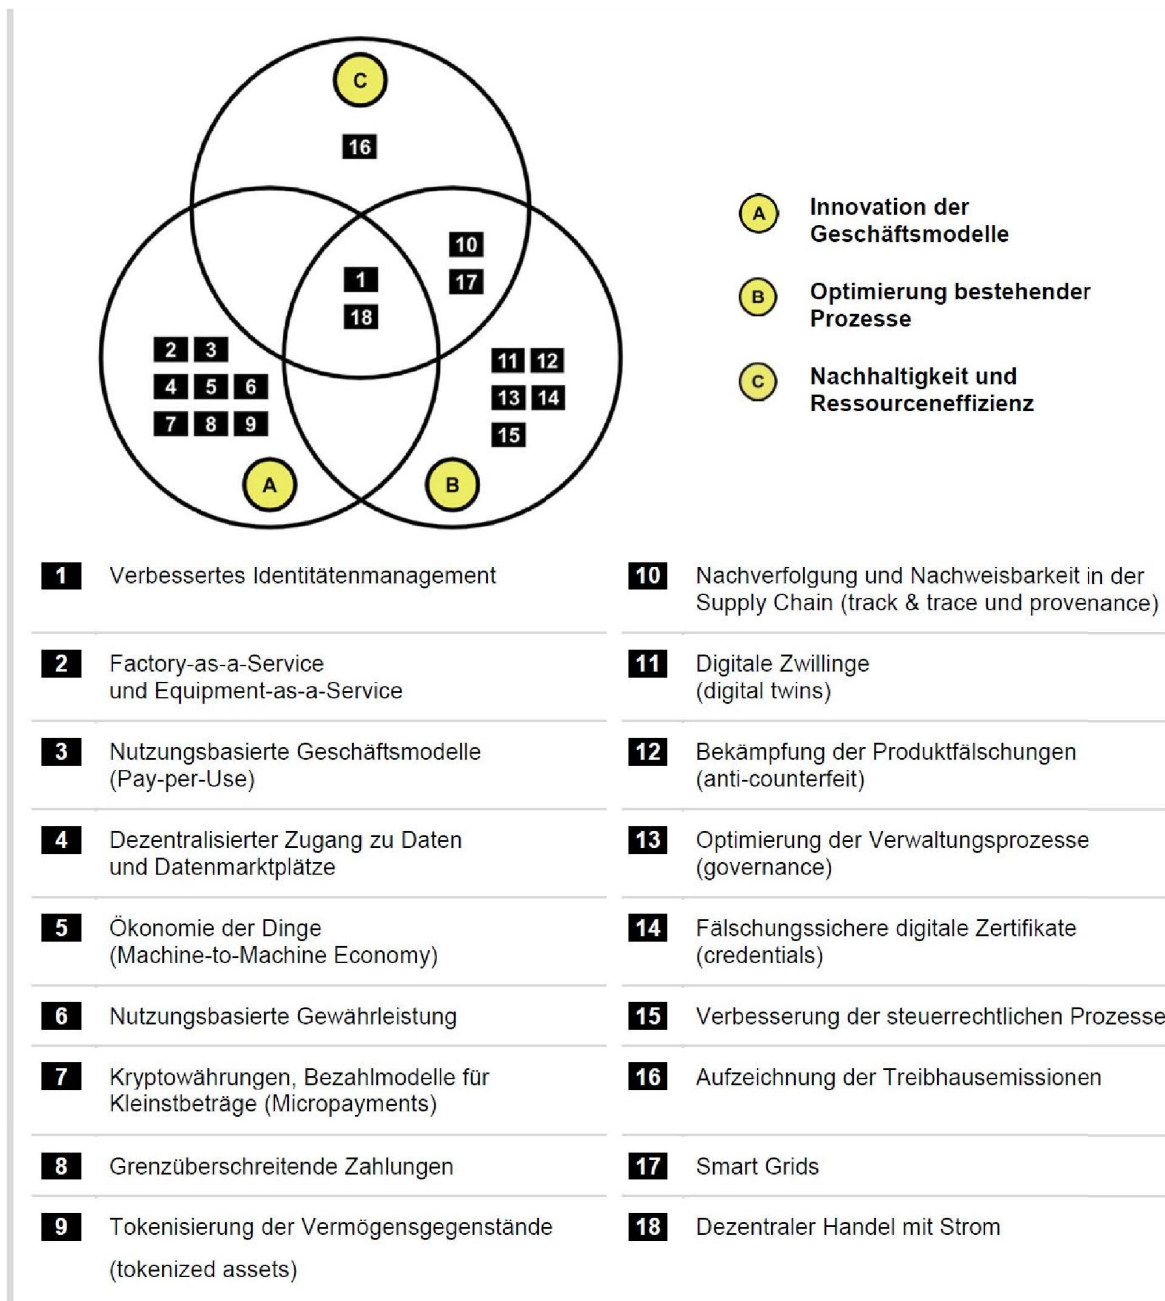 C
16
10
1
17
18
2 3
4 5 6
7 8 9
11 12
13 14
15
A
B
A Innovation der
Geschäftsmodelle
B Optimierung bestehender
Prozesse
C Nachhaltigkeit und
Ressourceneffizienz
1 Verbessertes Identitätenmanagement
2 Factory-as-a-Service
und Equipment-as-a-Service
3 Nutzungsbasierte Geschäftsmodelle
(Pay-per-Use)
4 Dezentralisierter Zugang zu Daten
und Datenmarktplätze
5 Ökonomie der Dinge
(Machine-to-Machine Economy)
6 Nutzungsbasierte Gewährleistung
7 Kryptowährungen, Bezahlmodelle für
Kleinstbeträge (Micropayments)
8 Grenzüberschreitende Zahlungen
9 Tokenisierung der Vermögensgegenstände
(tokenized assets)
10 Nachverfolgung und Nachweisbarkeit in der
Supply Chain (track & trace und provenance)
11 Digitale Zwillinge
(digital twins)
12 Bekämpfung der Produktfälschungen
(anti-counterfeit)
13 Optimierung der Verwaltungsprozesse
(governance)
14 Fälschungssichere digitale Zertifikate
(credentials)
15 Verbesserung der steuerrechtlichen Prozesse
16 Aufzeichnung der Treibhausemissionen
17 Smart Grids
18 Dezentraler Handel mit Strom